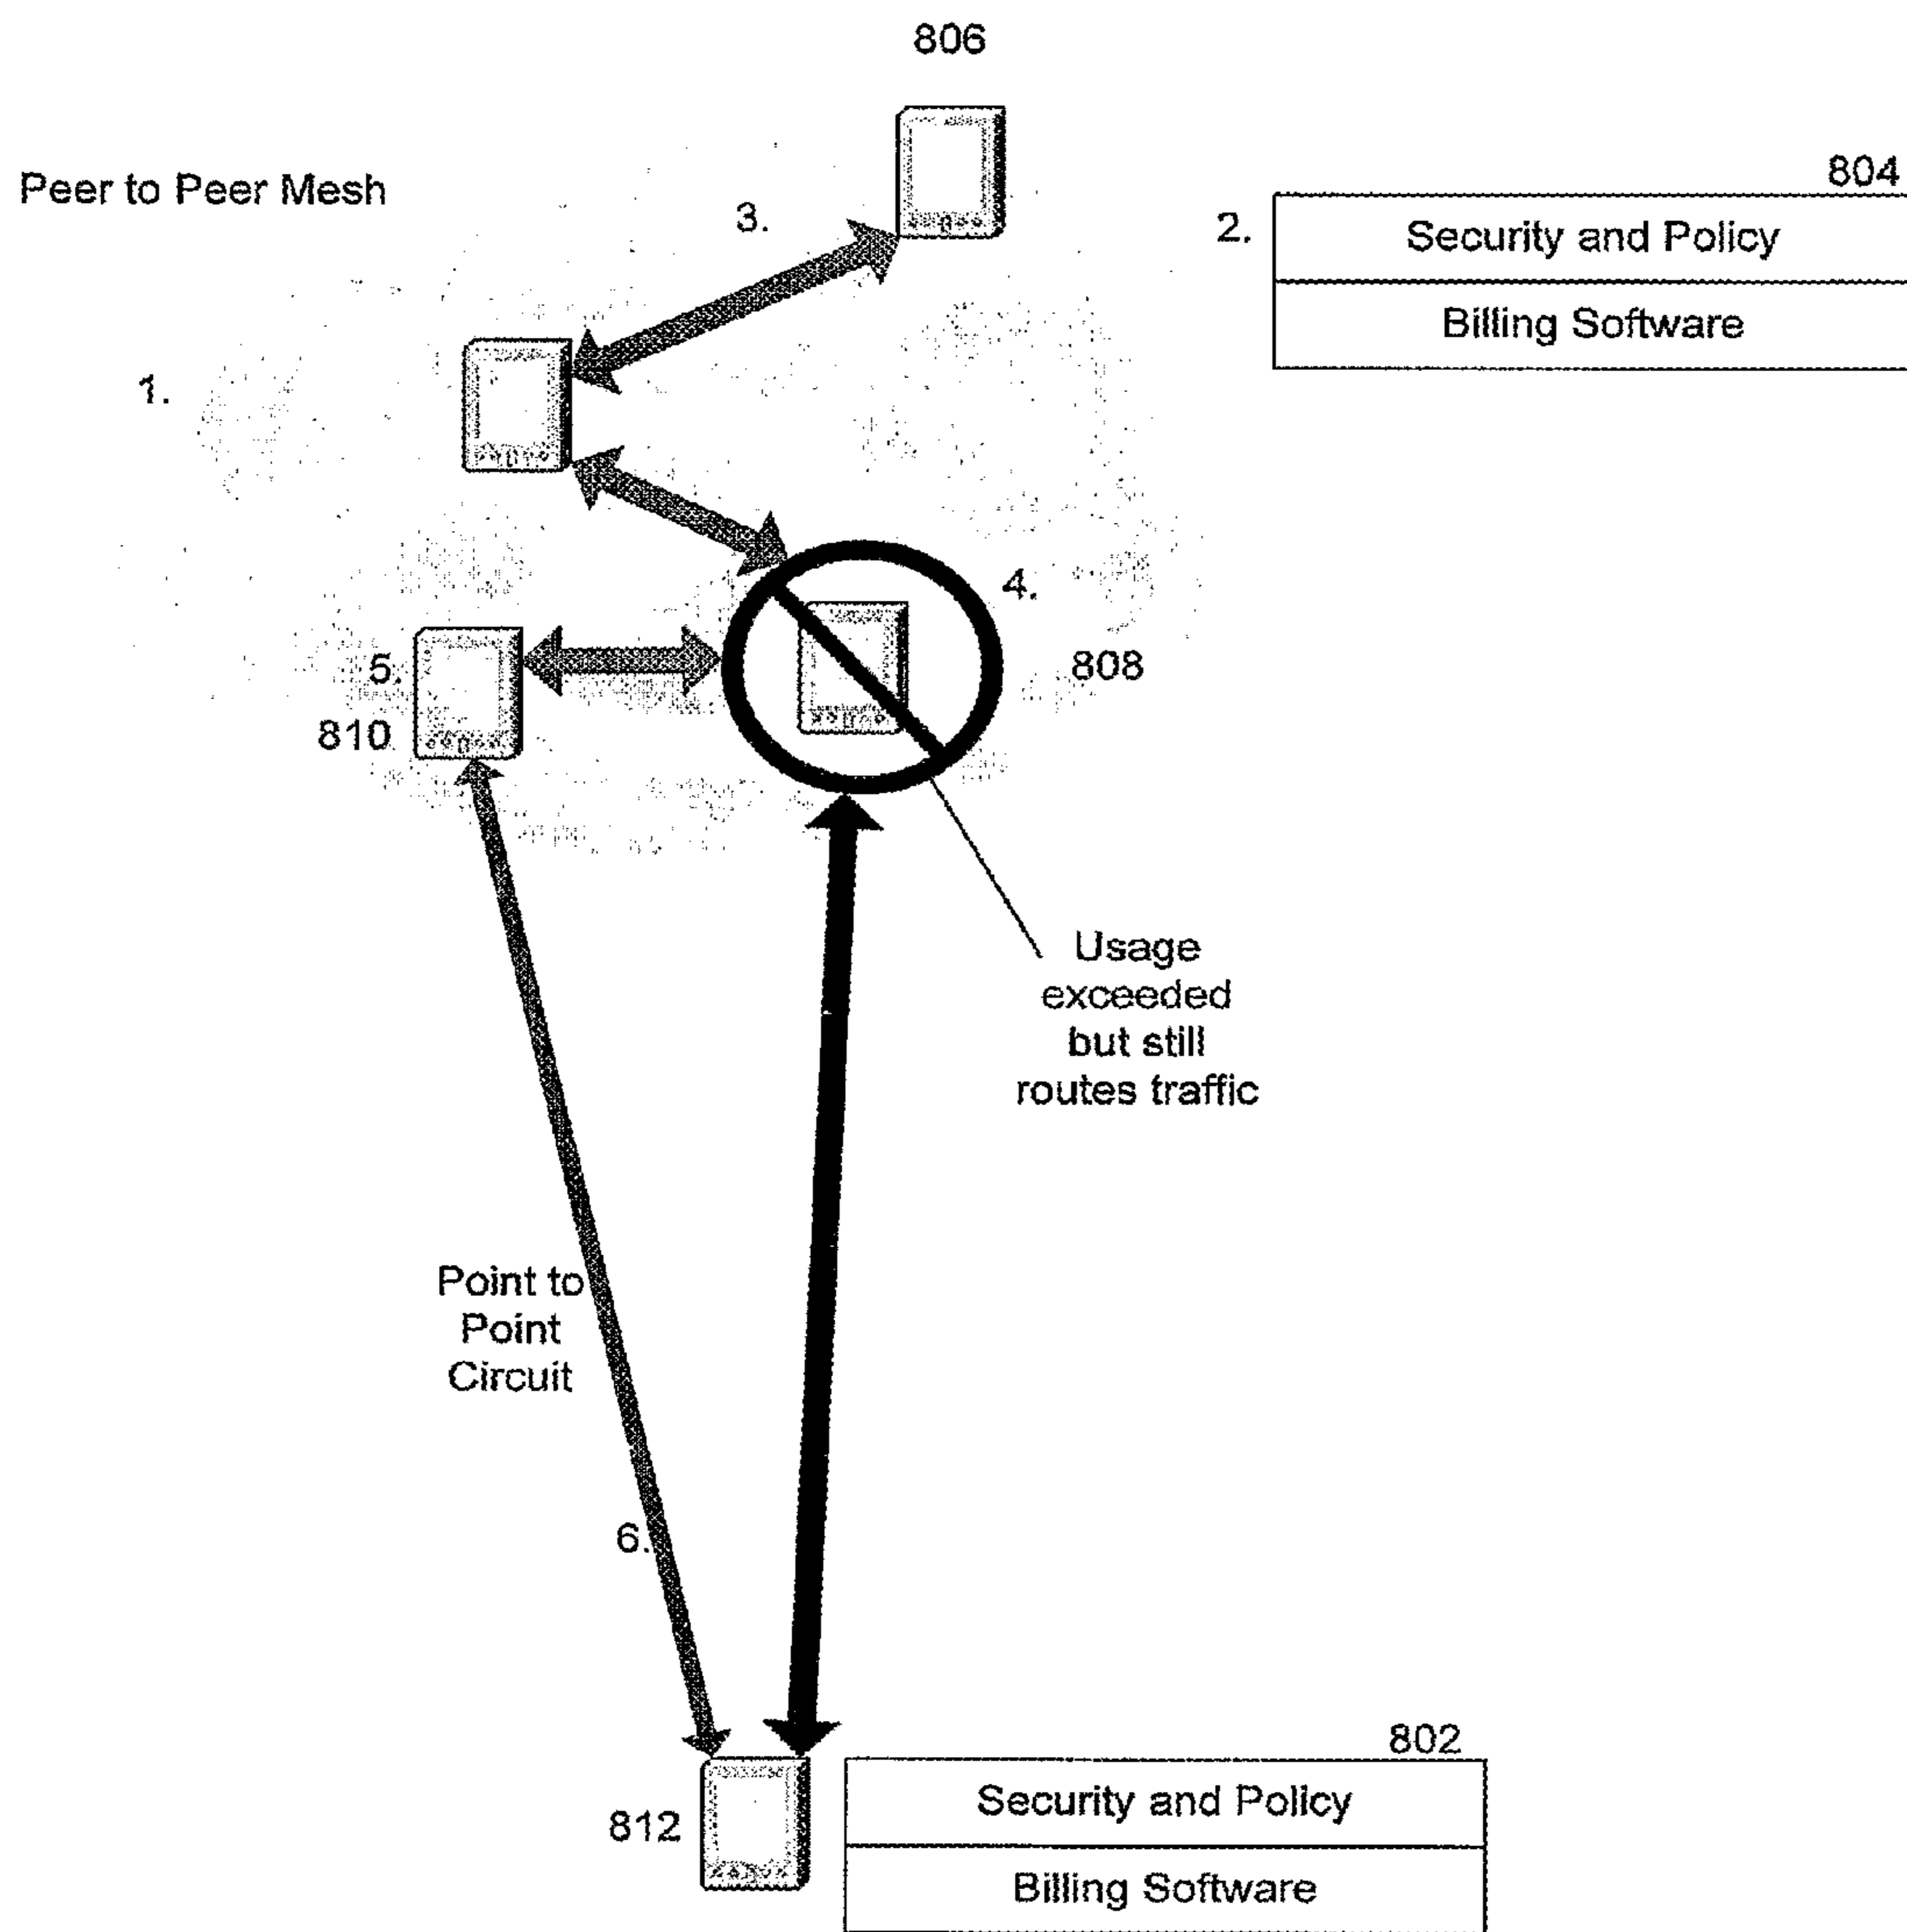 806
Peer to Peer Mesh
804
3.
2.
Security and Policy
Billing Software
1.
4.
5.
808
810
Usage
exceeded
but still
routes traffic
Point to
Point
Circuit
6.
802
812
Security and Policy
Billing Software